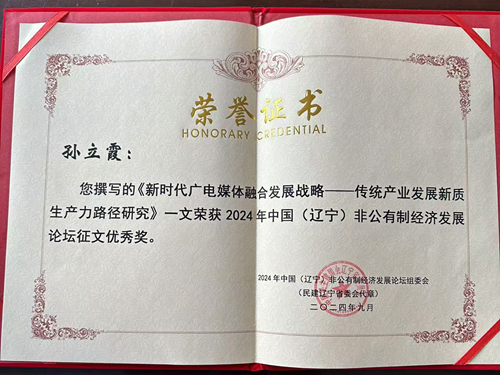 荣誉证书
HONORARY CREDENTIAL
孙立霞：
您撰写的《新时代广电媒体融合发展战略——传统产业发展新质
生产力路径研究》一文荣获2024年中国（辽宁）非公有制经济发展
论坛征文优秀奖。
2024年中国（辽宁）非公有制经济发展论坛组委会
（民建辽宁省委会代章）
二〇二四年九月